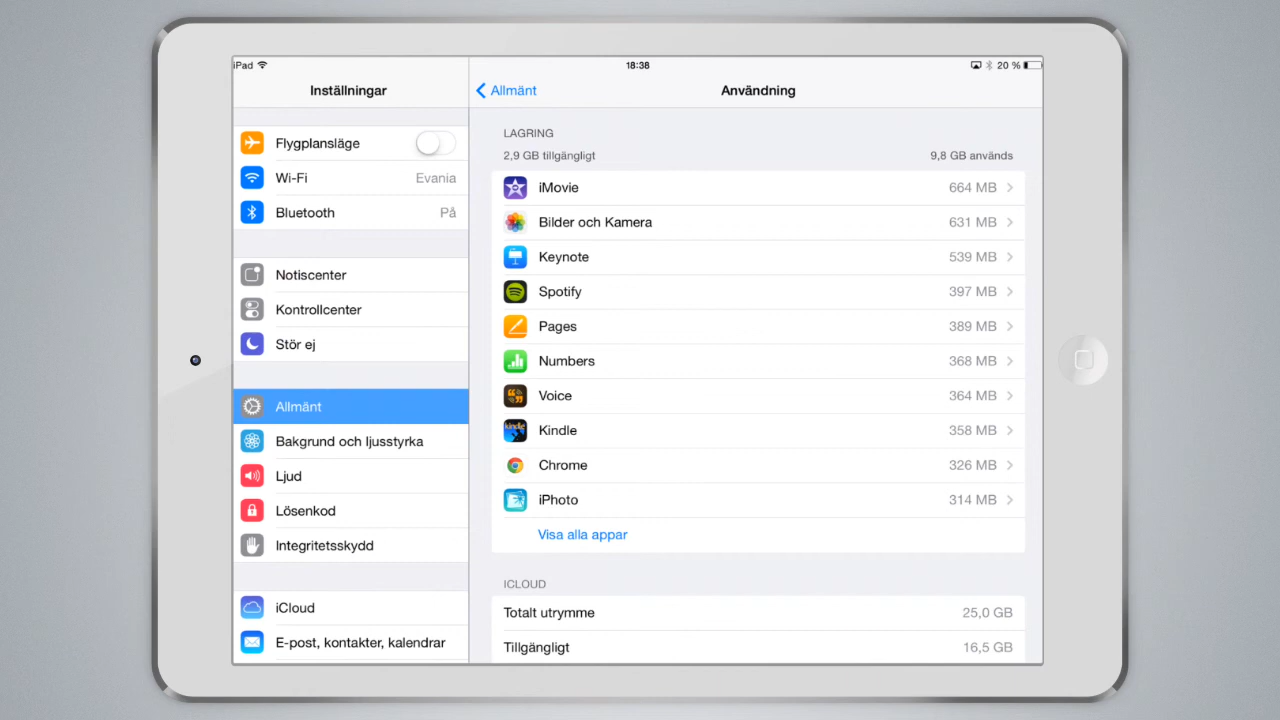 iPad
18:38
20 %
Inställningar
Allmänt
Användning
Flygplansläge
Wi-Fi Evania
Bluetooth På
Notiscenter
Kontrollcenter
Stör ej
Allmänt
Bakgrund och ljusstyrka
Ljud
Lösenkod
Integritetsskydd
iCloud
E-post, kontakter, kalendrar
LAGRING
2,9 GB tillgängligt 9,8 GB används
iMovie 664 MB
Bilder och Kamera 631 MB
Keynote 539 MB
Spotify 397 MB
Pages 389 MB
Numbers 368 MB
Voice 364 MB
kindle
Kindle 358 MB
Chrome 326 MB
iPhoto 314 MB
Visa alla appar
ICLOUD
Totalt utrymme 25,0 GB
Tillgängligt 16,5 GB